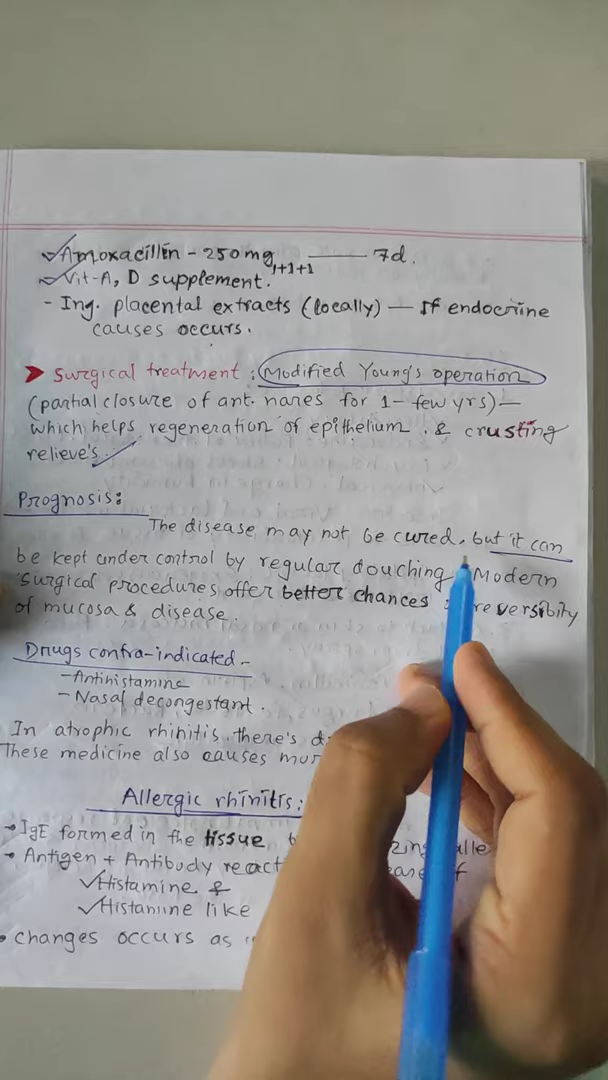 Amoxacillin - 250mg 1+1+1 —— 7d.
Vit-A, D supplement.
- Inj. placental extracts (locally) — If endocrine
causes occurs.
Surgical treatment : Modified Young's operation
(partial closure of ant. nares for 1- few yrs) —
which helps regeneration of epithelium. & crusting
relieve's.
Prognosis:
The disease may not be cured, but it can
be kept under control by regular douching. Modern
surgical procedures offer better chances reversibity
of mucosa & disease.
Drugs contra-indicated -
- Antihistamine
- Nasal decongestant.
In atrophic rhinitis, there's d
These medicine also causes
Allergic rhinitis:
IgE formed in the tissue
Antigen + Antibody react
Histamine &
Histamine like
changes occurs as